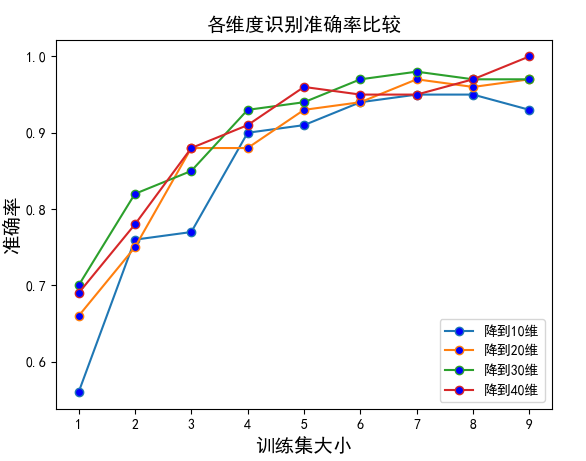 各维度识别准确率比较
准确率
1.0
0.9
0.8
0.7
0.6
1 2 3 4 5 6 7 8 9
训练集大小
降到10维
降到20维
降到30维
降到40维